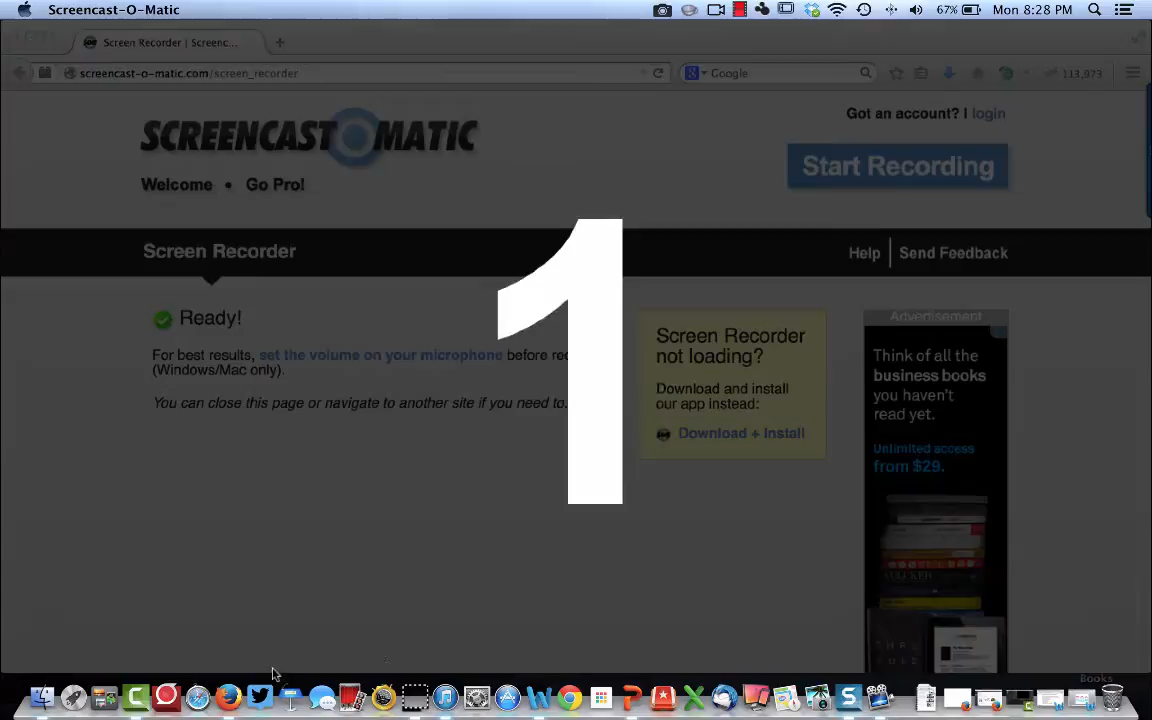 Screencast-O-Matic
67% Mon 8:28 PM
Screen Recorder | Screenc...
screencast-o-matic.com/screen_recorder
Google
113,973
SCREENCAST O MATIC
Got an account? | login
Start Recording
Welcome • Go Pro!
Screen Recorder
Help | Send Feedback
1
Ready!
For best results, set the volume on your microphone before rec
(Windows/Mac only).
You can close this page or navigate to another site if you need to.
Screen Recorder
not loading?
Download and install
our app instead:
Download + Install
Advertisement
Think of all the
business books
you haven't
read yet.
Unlimited access
from $29.
Books